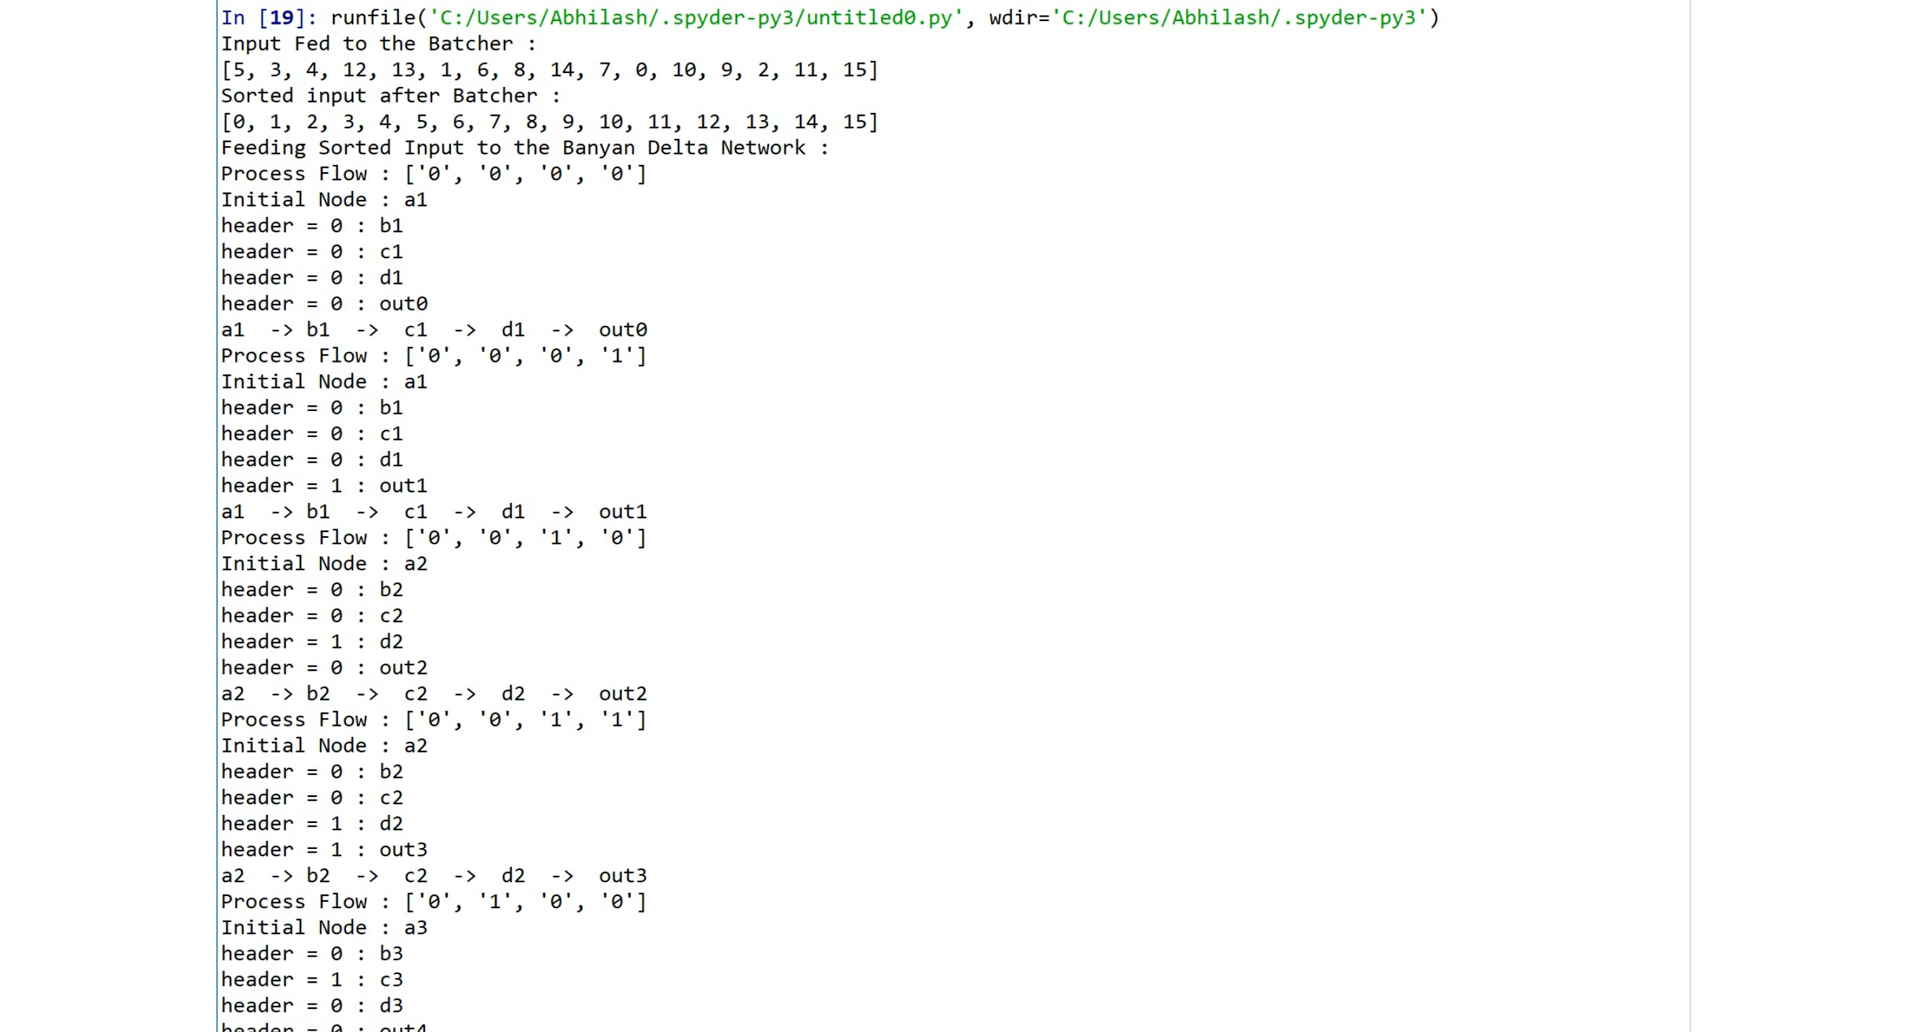 In [19]: runfile('C:/Users/Abhilash/.spyder-py3/untitled0.py', wdir='C:/Users/Abhilash/.spyder-py3')
Input Fed to the Batcher :
[5, 3, 4, 12, 13, 1, 6, 8, 14, 7, 0, 10, 9, 2, 11, 15]
Sorted input after Batcher :
[0, 1, 2, 3, 4, 5, 6, 7, 8, 9, 10, 11, 12, 13, 14, 15]
Feeding Sorted Input to the Banyan Delta Network :
Process Flow : ['0', '0', '0', '0']
Initial Node : a1
header = 0 : b1
header = 0 : c1
header = 0 : d1
header = 0 : out0
a1  -> b1  ->  c1  ->  d1  ->  out0
Process Flow : ['0', '0', '0', '1']
Initial Node : a1
header = 0 : b1
header = 0 : c1
header = 0 : d1
header = 1 : out1
a1  -> b1  ->  c1  ->  d1  ->  out1
Process Flow : ['0', '0', '1', '0']
Initial Node : a2
header = 0 : b2
header = 0 : c2
header = 1 : d2
header = 0 : out2
a2  -> b2  ->  c2  ->  d2  ->  out2
Process Flow : ['0', '0', '1', '1']
Initial Node : a2
header = 0 : b2
header = 0 : c2
header = 1 : d2
header = 1 : out3
a2  -> b2  ->  c2  ->  d2  ->  out3
Process Flow : ['0', '1', '0', '0']
Initial Node : a3
header = 0 : b3
header = 1 : c3
header = 0 : d3
header = 0 : out4